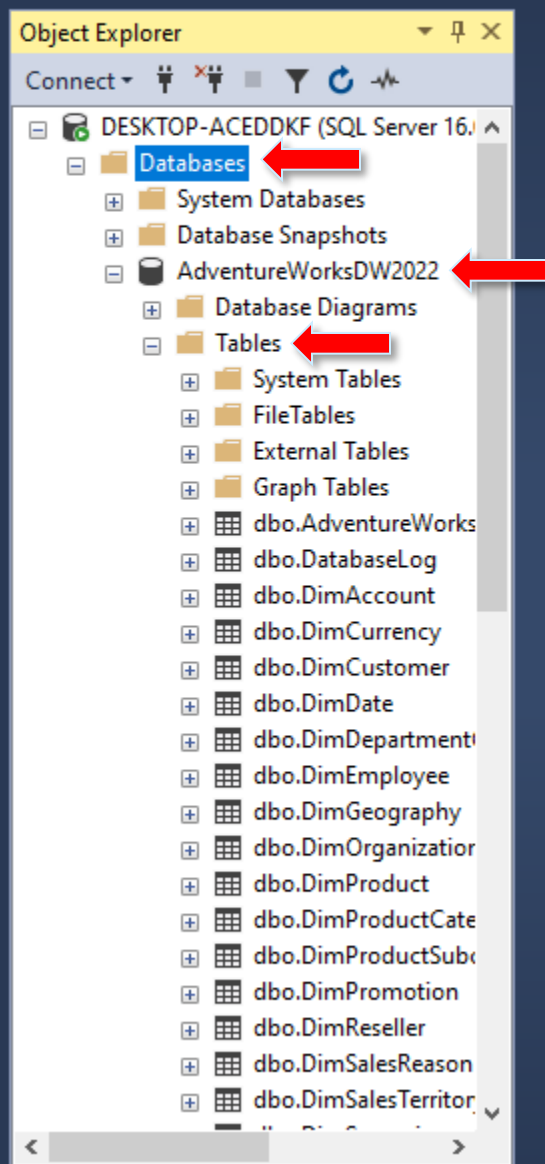 Object Explorer
Connect
DESKTOP-ACEDDKF (SQL Server 16.
Databases
System Databases
Database Snapshots
AdventureWorksDW2022
Database Diagrams
Tables
System Tables
FileTables
External Tables
Graph Tables
dbo.AdventureWorks
dbo.DatabaseLog
dbo.DimAccount
dbo.DimCurrency
dbo.DimCustomer
dbo.DimDate
dbo.DimDepartment
dbo.DimEmployee
dbo.DimGeography
dbo.DimOrganization
dbo.DimProduct
dbo.DimProductCate
dbo.DimProductSub
dbo.DimPromotion
dbo.DimReseller
dbo.DimSalesReason
dbo.DimSalesTerritor